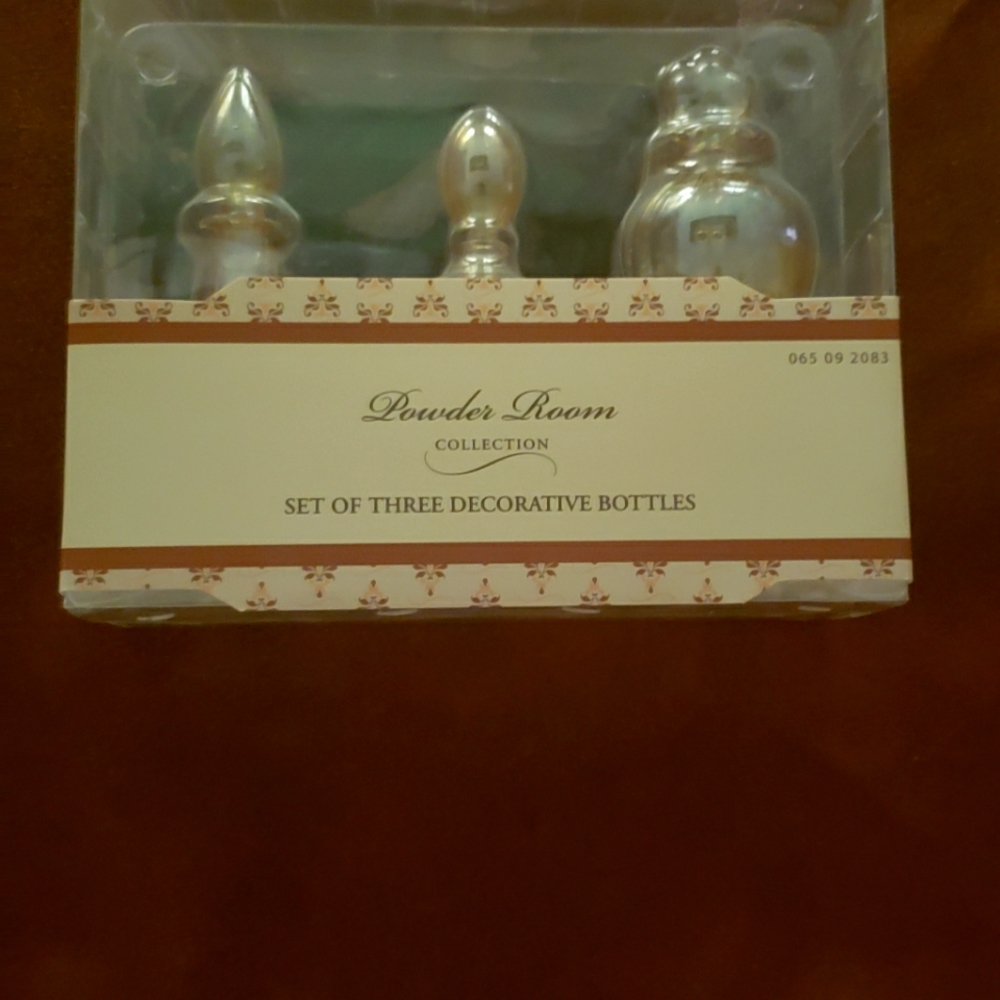 065 09 2083
Powder Room
COLLECTION
SET OF THREE DECORATIVE BOTTLES